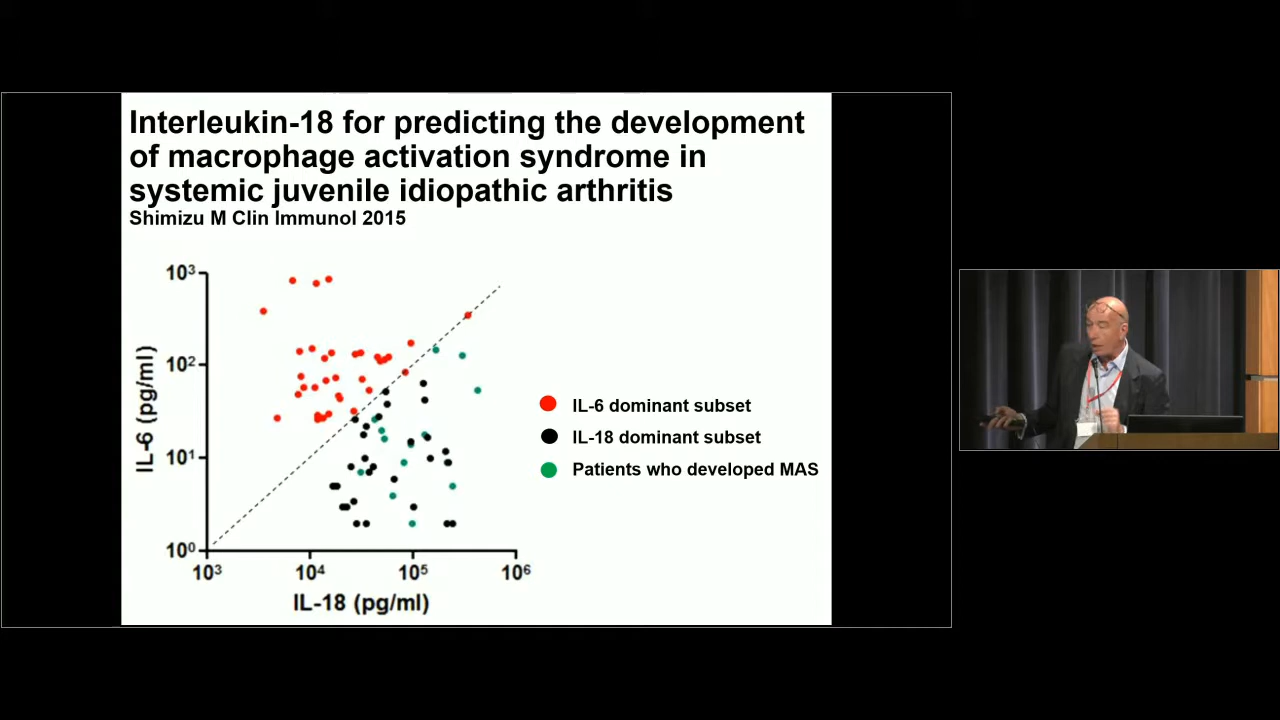 Interleukin-18 for predicting the development
of macrophage activation syndrome in
systemic juvenile idiopathic arthritis
Shimizu M Clin Immunol 2015
10³
10²
10¹
10⁰
IL-6 (pg/ml)
10³ 10⁴ 10⁵ 10⁶
IL-18 (pg/ml)
IL-6 dominant subset
IL-18 dominant subset
Patients who developed MAS